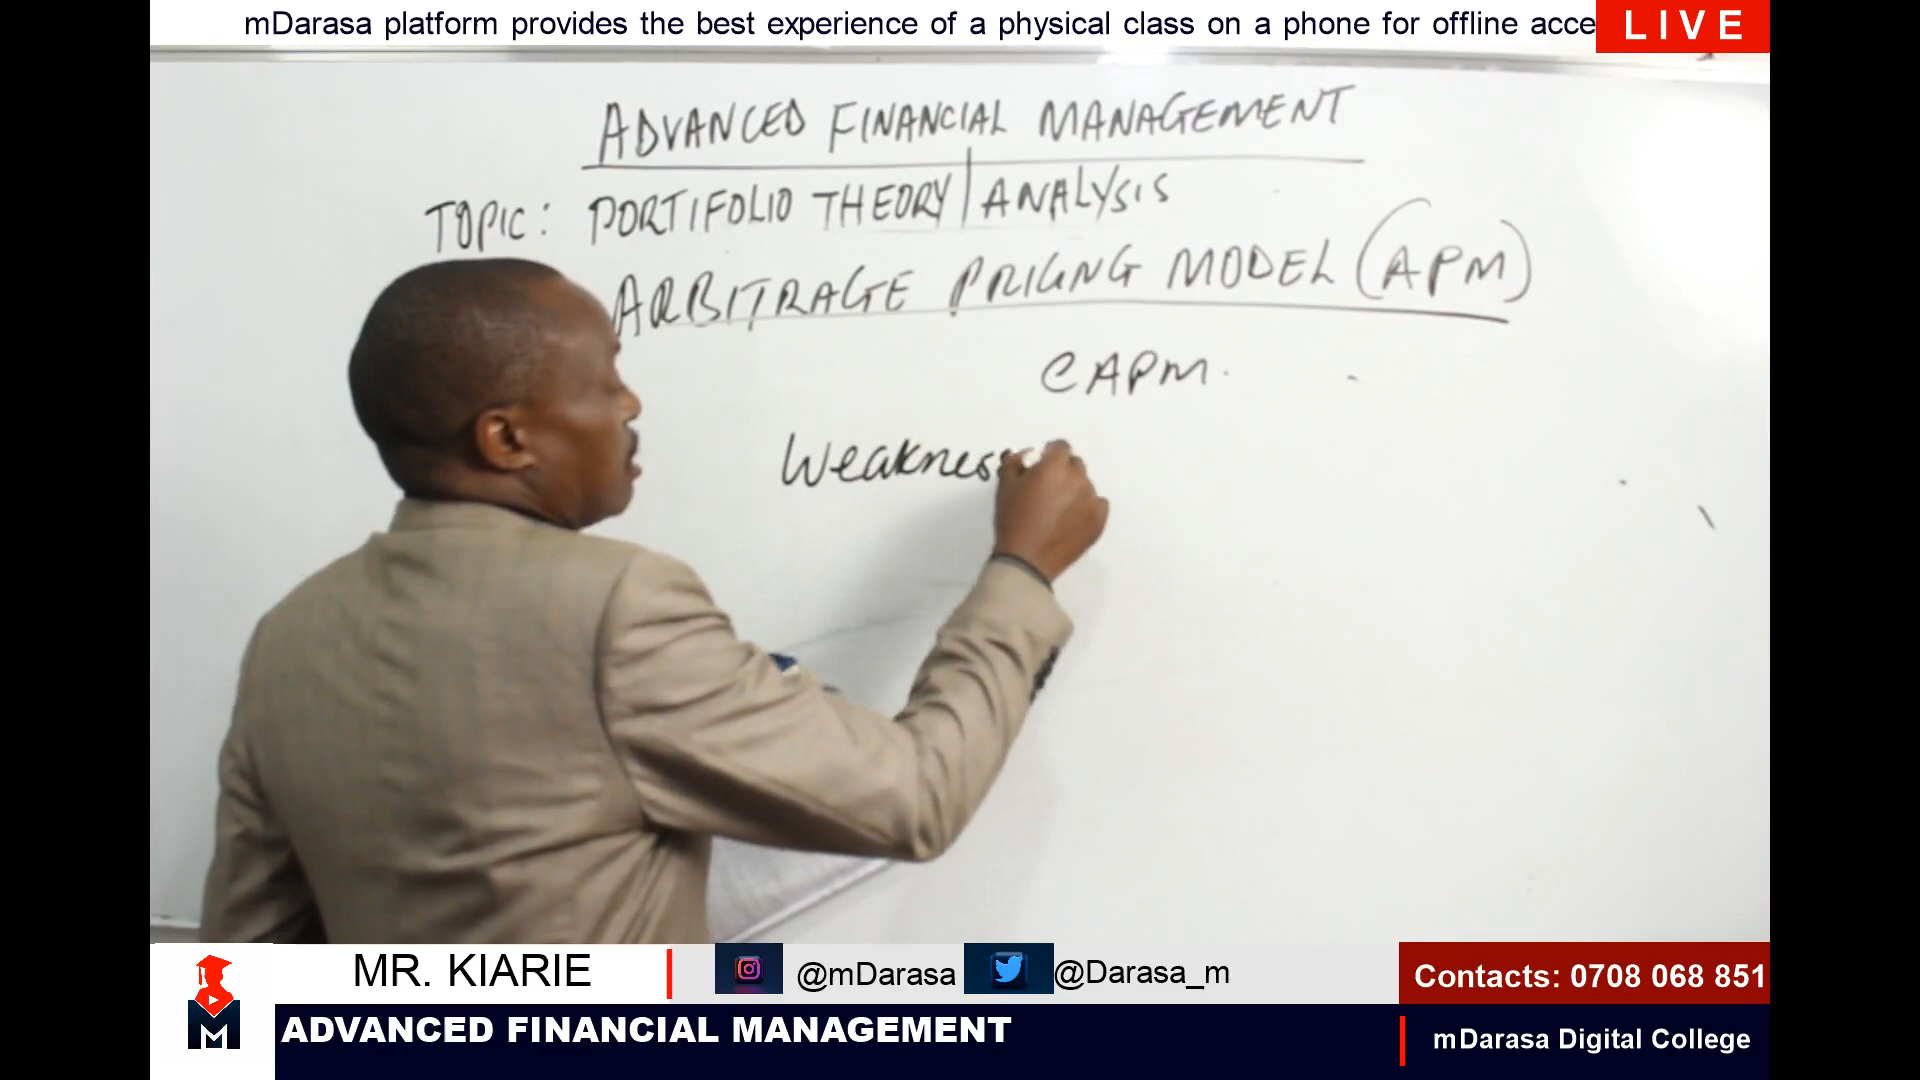 mDarasa platform provides the best experience of a physical class on a phone for offline acce
LIVE
ADVANCED FINANCIAL MANAGEMENT
TOPIC: PORTIFOLIO THEORY/ANALYSIS
ARBITRAGE PRICING MODEL (APM)
CAPM.
Weakness
MR. KIARIE
@mDarasa
@Darasa_m
Contacts: 0708 068 851
M
ADVANCED FINANCIAL MANAGEMENT
mDarasa Digital College